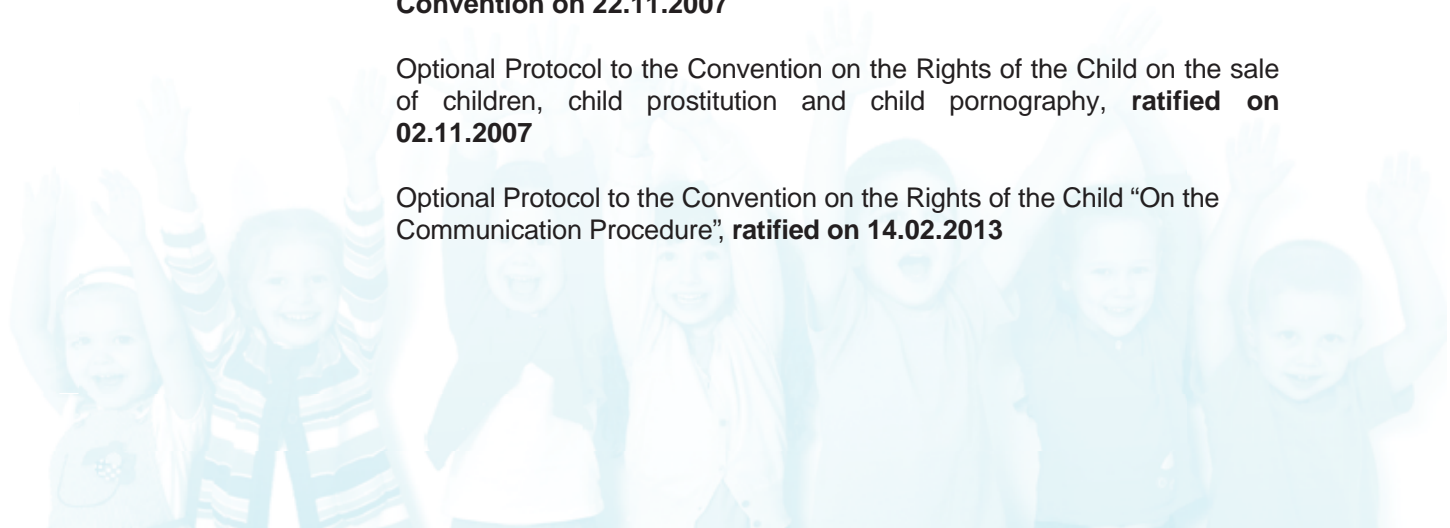 Convention on 22.11.2007
Optional Protocol to the Convention on the Rights of the Child on the sale
of children, child prostitution and child pornography, ratified on
02.11.2007
Optional Protocol to the Convention on the Rights of the Child “On the
Communication Procedure”, ratified on 14.02.2013